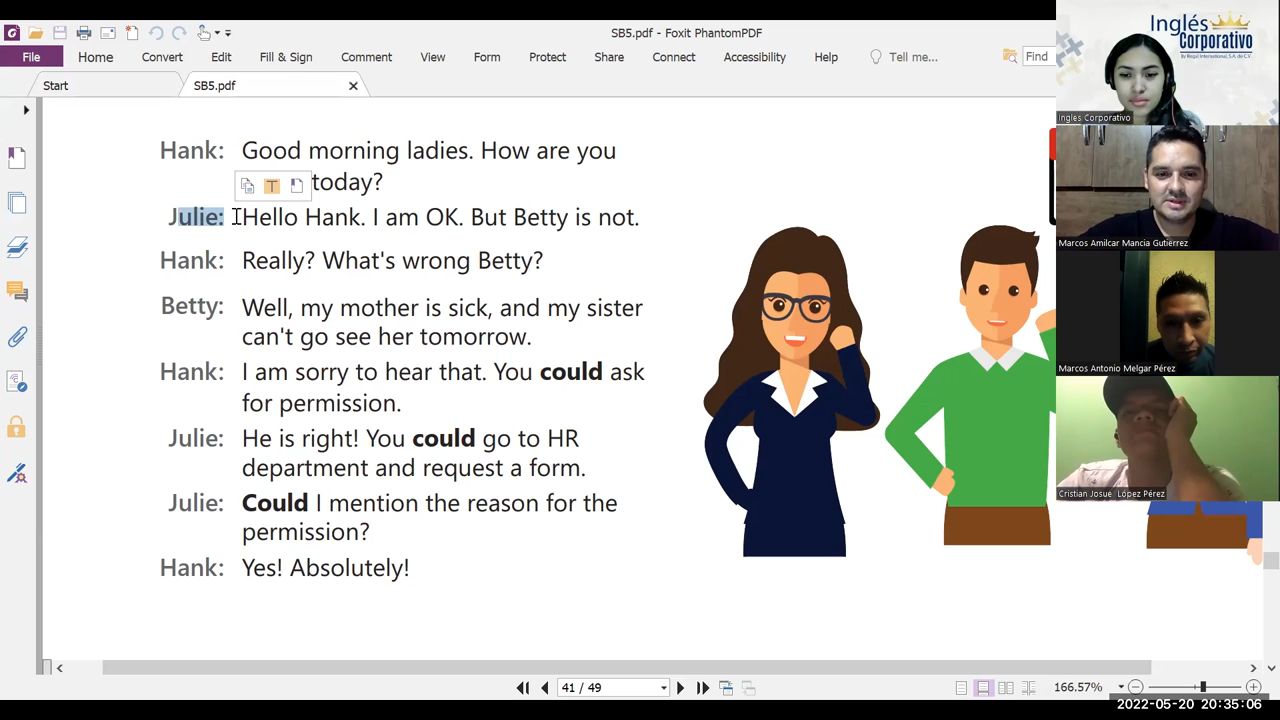 SB5.pdf - Foxit PhantomPDF
File Home Convert Edit Fill & Sign Comment View Form Protect Share Connect Accessibility Help Tell me... Find
Start SB5.pdf
Hank: Good morning ladies. How are you
today?
Julie: Hello Hank. I am OK. But Betty is not.
Hank: Really? What's wrong Betty?
Betty: Well, my mother is sick, and my sister
can't go see her tomorrow.
Hank: I am sorry to hear that. You could ask
for permission.
Julie: He is right! You could go to HR
department and request a form.
Julie: Could I mention the reason for the
permission?
Hank: Yes! Absolutely!
Inglés
Corporativo
By Regal International, S.A. de C.V.
Ingles Corporativo
Marcos Amilcar Mancia Gutierrez
Marcos Antonio Melgar Pérez
Cristian Josue López Pérez
41 / 49
166.57%
2022-05-20 20:35:06